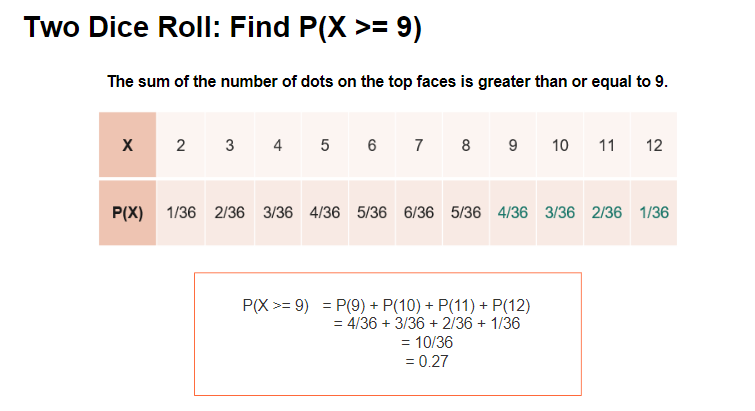 Two Dice Roll: Find P(X >= 9)
The sum of the number of dots on the top faces is greater than or equal to 9.
X 2 3 4 5 6 7 8 9 10 11 12
P(X) 1/36 2/36 3/36 4/36 5/36 6/36 5/36 4/36 3/36 2/36 1/36
P(X >= 9) = P(9) + P(10) + P(11) + P(12)
= 4/36 + 3/36 + 2/36 + 1/36
= 10/36
= 0.27